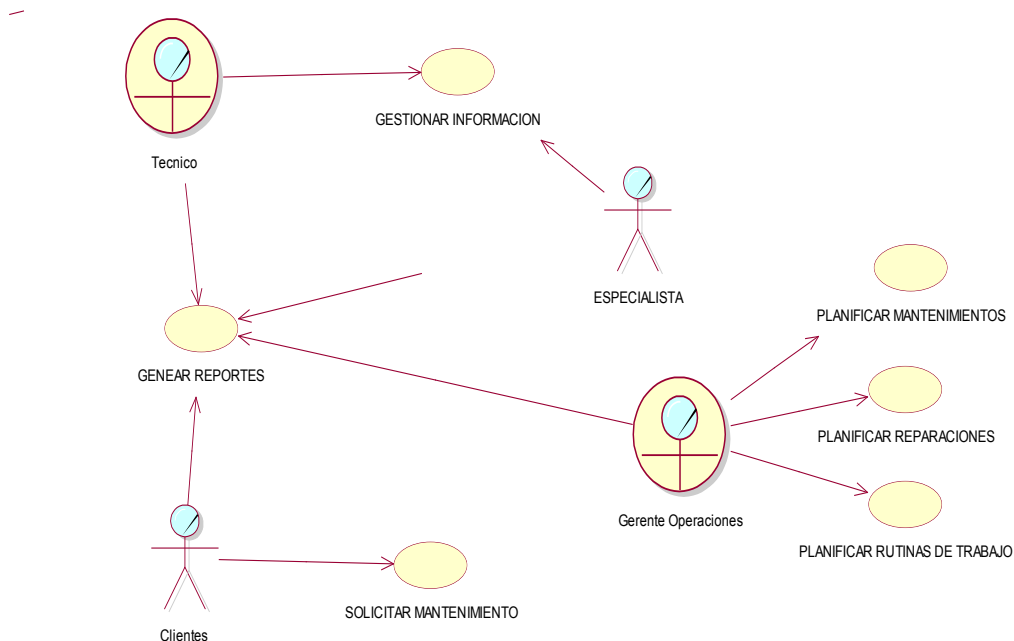 GESTIONAR INFORMACION
Tecnico
ESPECIALISTA
PLANIFICAR MANTENIMIENTOS
GENEAR REPORTES
PLANIFICAR REPARACIONES
Gerente Operaciones
PLANIFICAR RUTINAS DE TRABAJO
SOLICITAR MANTENIMIENTO
Clientes